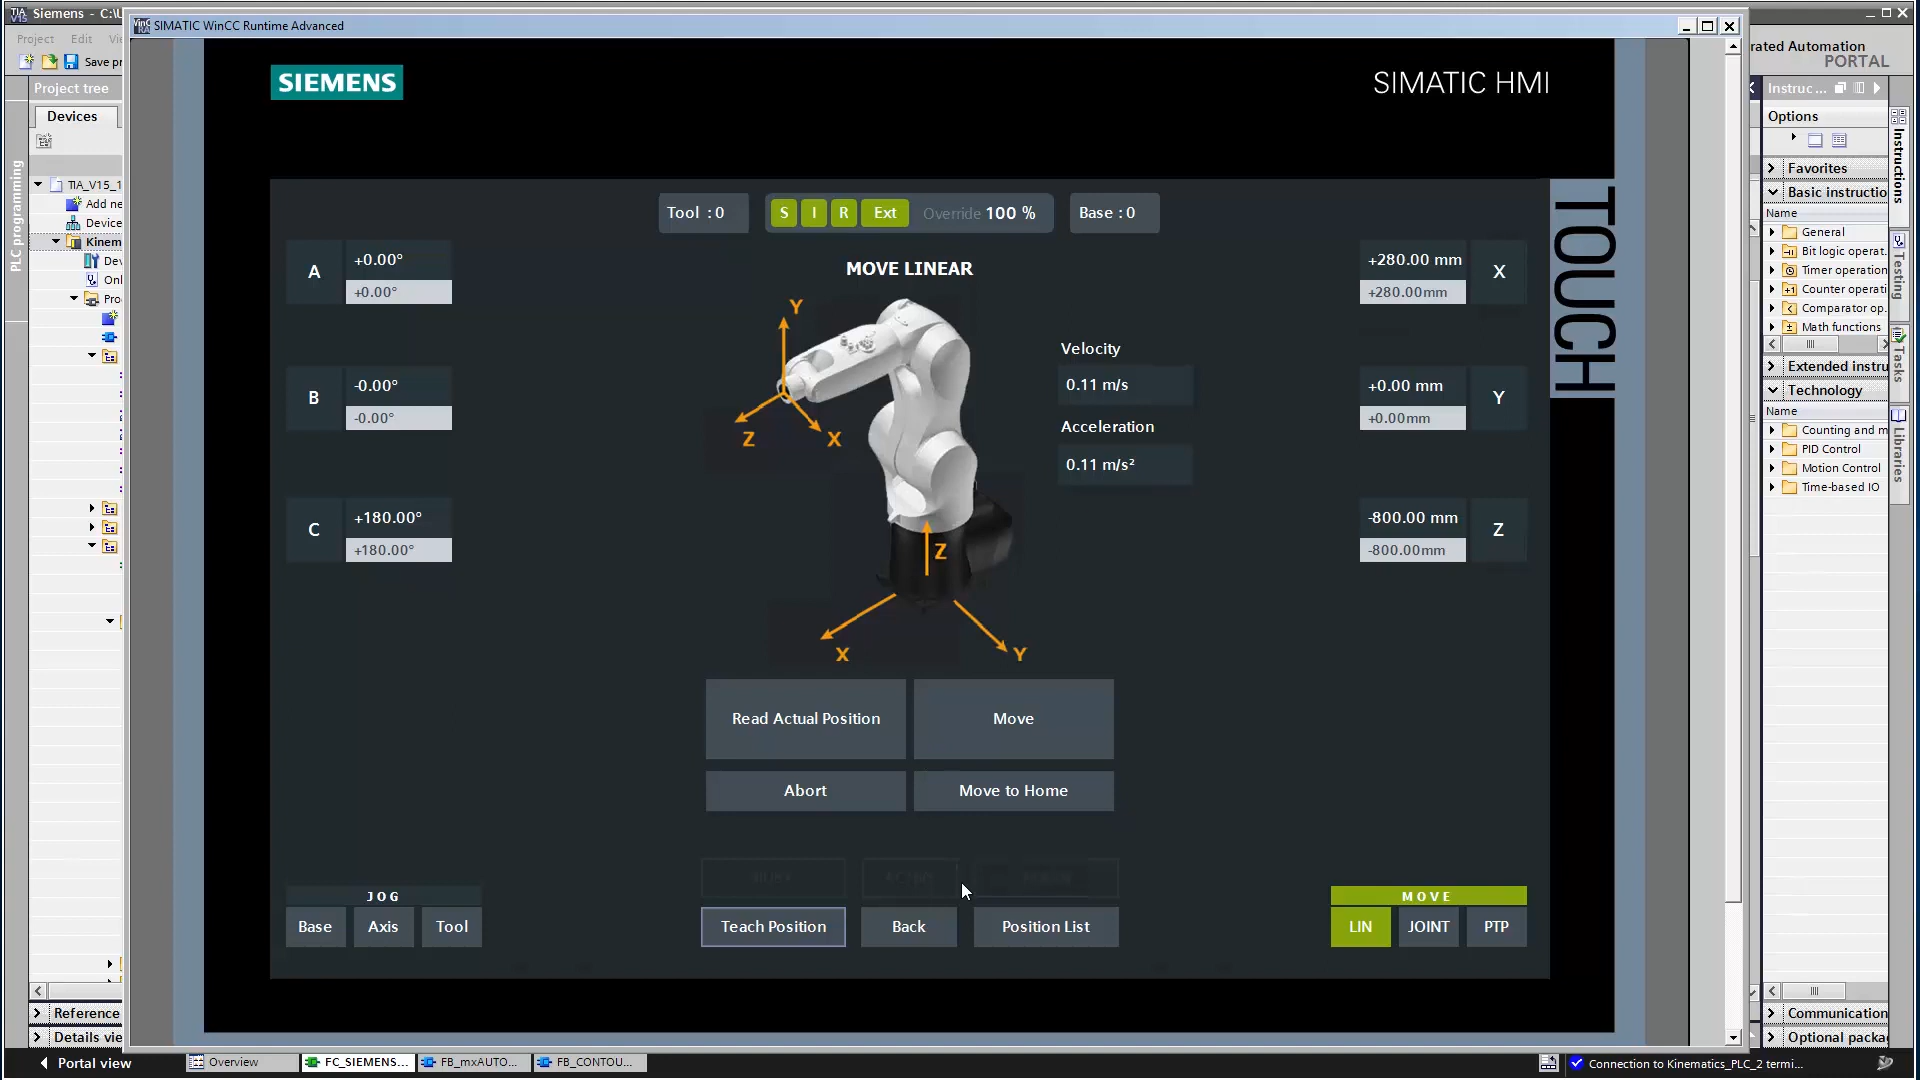 Siemens - C:\U
SIMATIC WinCC Runtime Advanced
Project Edit Vi
Save pr
rated Automation
PORTAL
Project tree
Devices
PLC programming
TIA_V15_1
Add ne
Device
Kinem
Dev
Onl
Pro
Reference
Details vie
Portal view
Overview
FC_SIEMENS...
FB_mxAUTO...
FB_CONTOU...
Connection to Kinematics_PLC_2 termi...
SIEMENS
SIMATIC HMI
TOUCH
Tool : 0
S I R Ext Override 100 %
Base : 0
MOVE LINEAR
A
+0.00°
+0.00°
B
-0.00°
-0.00°
C
+180.00°
+180.00°
Y
Z
X
Z
X
Y
Velocity
0.11 m/s
Acceleration
0.11 m/s²
+280.00 mm
+280.00mm
X
+0.00 mm
+0.00mm
Y
-800.00 mm
-800.00mm
Z
Read Actual Position
Move
Abort
Move to Home
JOG
Base Axis Tool
Teach Position
Back
Position List
MOVE
LIN JOINT PTP
Instruc...
Options
Favorites
Basic instructio
Name
General
Bit logic operat.
Timer operation
Counter operati
Comparator op.
Math functions
Extended instru
Technology
Name
Counting and m
PID Control
Motion Control
Time-based IO
Communication
Optional packa
Instructions
Testing
Tasks
Libraries